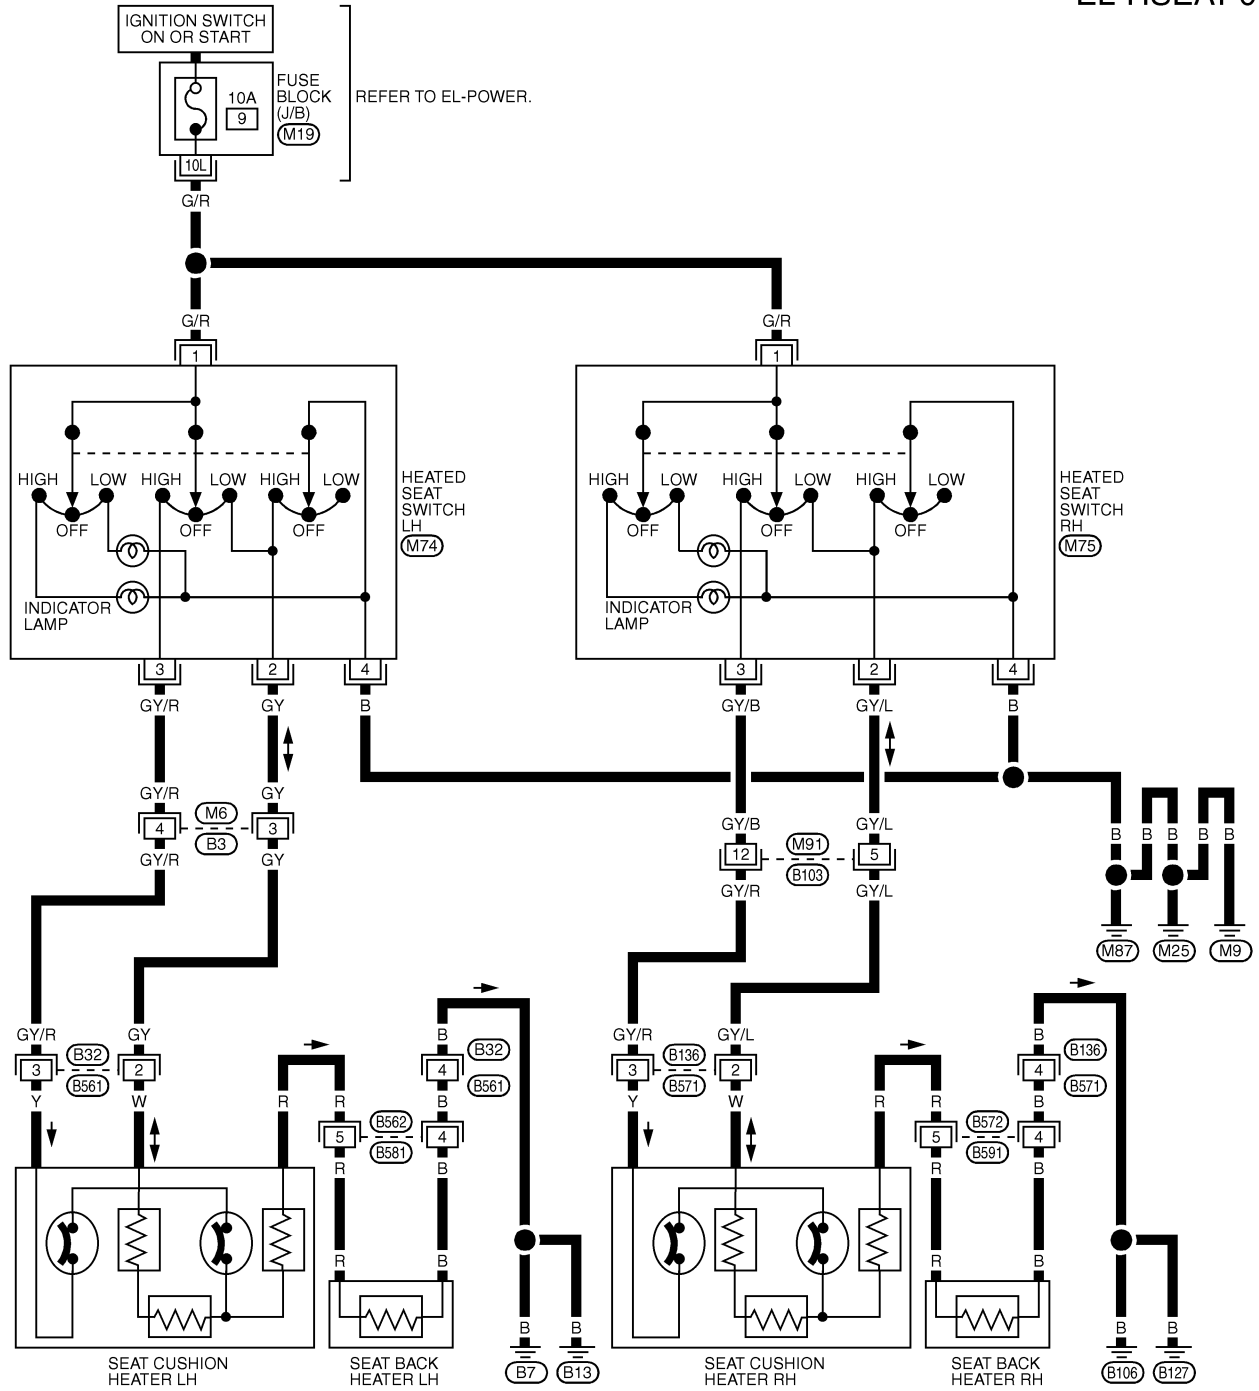 IGNITION SWITCH
ON OR START
FUSE
BLOCK
(J/B)
M19
10A
9
REFER TO EL-POWER.
10L
G/R
G/R
G/R
1
1
HIGH
LOW
HIGH
LOW
HIGH
LOW
OFF
OFF
OFF
HEATED
SEAT
SWITCH
LH
M74
INDICATOR
LAMP
HIGH
LOW
HIGH
LOW
HIGH
LOW
OFF
OFF
OFF
HEATED
SEAT
SWITCH
RH
M75
INDICATOR
LAMP
3
2
4
3
2
4
GY/R
GY
B
GY/B
GY/L
B
GY/R
GY
4
M6
B3
3
GY/R
GY
GY/B
GY/L
12
M91
B103
5
GY/R
GY/L
B
B
B
B
B
M87
M25
M9
GY/R
GY
B
GY/R
GY/L
B
3
B32
B561
2
4
B32
B561
3
B136
B571
2
4
B136
B571
Y
W
R
R
B
Y
W
R
R
B
5
B562
B581
4
5
B572
B591
4
R
B
R
B
R
B
R
B
B
B
B
B
SEAT CUSHION
HEATER LH
SEAT BACK
HEATER LH
B7
B13
SEAT CUSHION
HEATER RH
SEAT BACK
HEATER RH
B106
B127